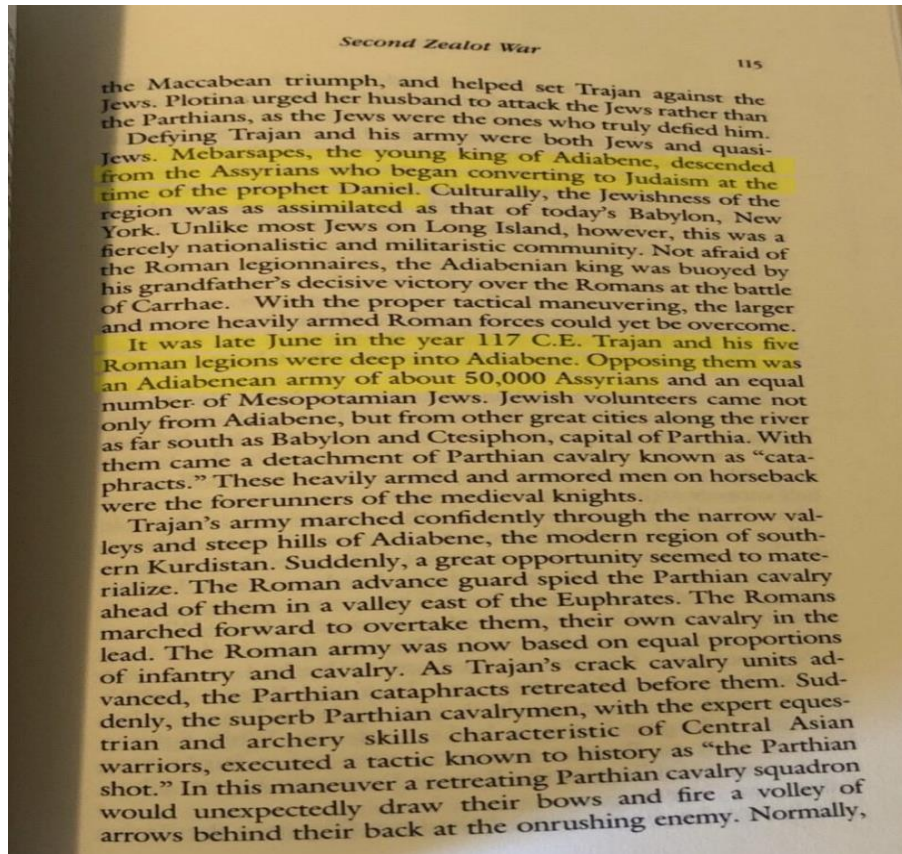 Second Zealot War
115
the Maccabean triumph, and helped set Trajan against the
Jews. Plotina urged her husband to attack the Jews rather than
the Parthians, as the Jews were the ones who truly defied him.
Defying Trajan and his army were both Jews and quasi-
Jews. Mebarsapes, the young king of Adiabene, descended
from the Assyrians who began converting to Judaism at the
time of the prophet Daniel. Culturally, the Jewishness of the
region was as assimilated as that of today's Babylon, New
York. Unlike most Jews on Long Island, however, this was a
fiercely nationalistic and militaristic community. Not afraid of
the Roman legionnaires, the Adiabenian king was buoyed by
his grandfather's decisive victory over the Romans at the battle
of Carrhae. With the proper tactical maneuvering, the larger
and more heavily armed Roman forces could yet be overcome.
It was late June in the year 117 C.E. Trajan and his five
Roman legions were deep into Adiabene. Opposing them was
an Adiabenean army of about 50,000 Assyrians and an equal
number of Mesopotamian Jews. Jewish volunteers came not
only from Adiabene, but from other great cities along the river
as far south as Babylon and Ctesiphon, capital of Parthia. With
them came a detachment of Parthian cavalry known as "cata-
phracts." These heavily armed and armored men on horseback
were the forerunners of the medieval knights.
Trajan's army marched confidently through the narrow val-
leys and steep hills of Adiabene, the modern region of south-
ern Kurdistan. Suddenly, a great opportunity seemed to mate-
rialize. The Roman advance guard spied the Parthian cavalry
ahead of them in a valley east of the Euphrates. The Romans
marched forward to overtake them, their own cavalry in the
lead. The Roman army was now based on equal proportions
of infantry and cavalry. As Trajan's crack cavalry units ad-
vanced, the Parthian cataphracts retreated before them. Sud-
denly, the superb Parthian cavalrymen, with the expert eques-
trian and archery skills characteristic of Central Asian
warriors, executed a tactic known to history as "the Parthian
shot." In this maneuver a retreating Parthian cavalry squadron
would unexpectedly draw their bows and fire a volley of
arrows behind their back at the onrushing enemy. Normally,